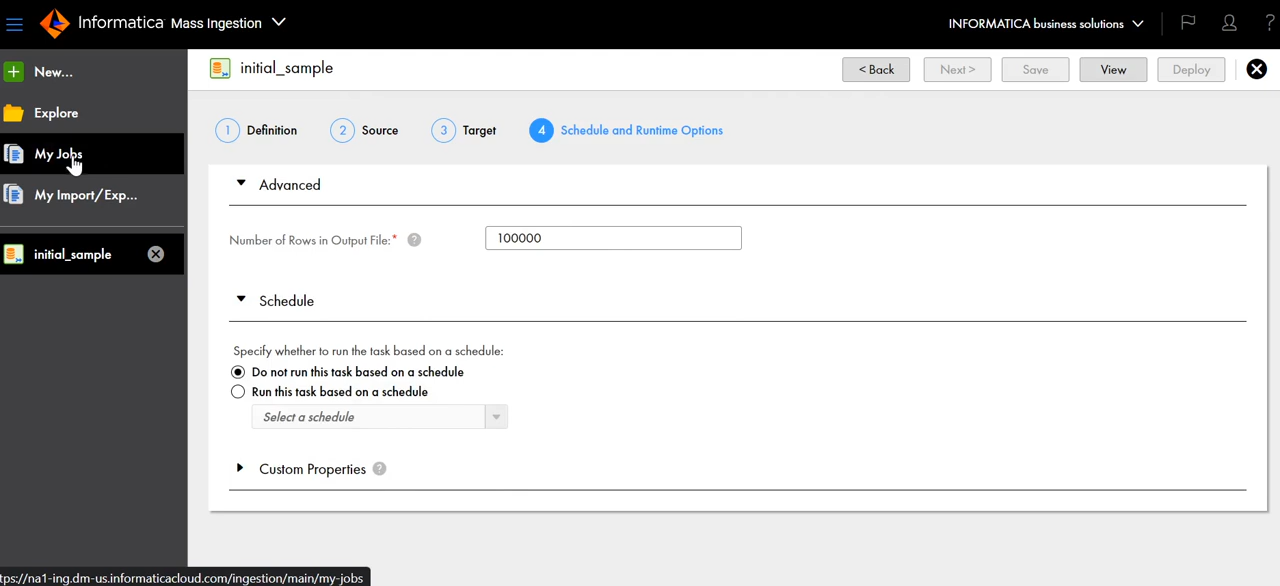 Informatica Mass Ingestion
INFORMATICA business solutions
?
New...
Explore
My Jobs
My Import/Exp...
initial_sample
initial_sample
< Back
Next >
Save
View
Deploy
1 Definition
2 Source
3 Target
4 Schedule and Runtime Options
Advanced
Number of Rows in Output File:* ?
100000
Schedule
Specify whether to run the task based on a schedule:
Do not run this task based on a schedule
Run this task based on a schedule
Select a schedule
Custom Properties ?
tps://na1-ing.dm-us.informaticacloud.com/ingestion/main/my-jobs